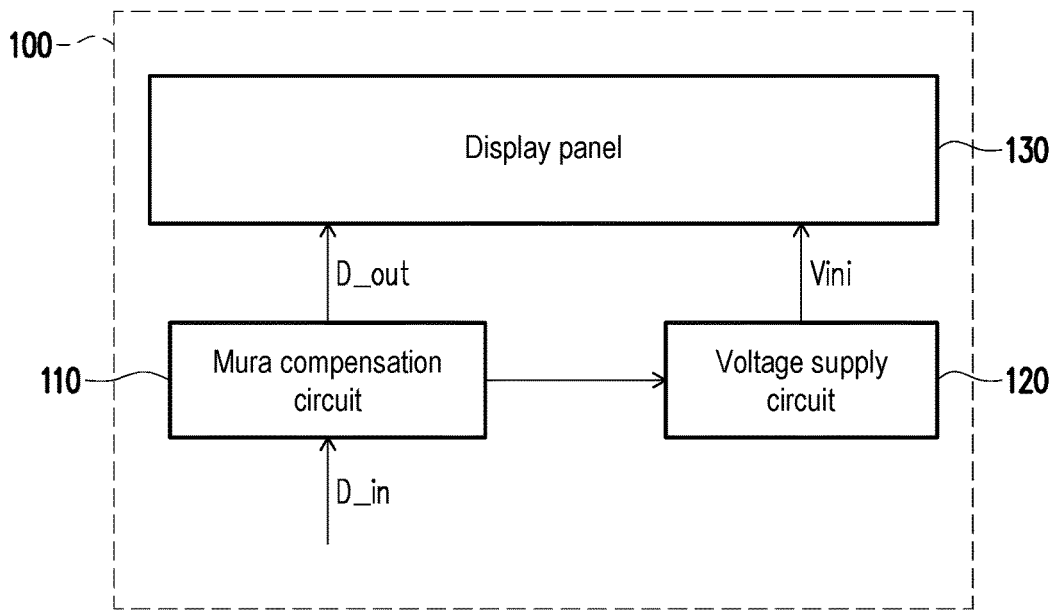 100
Display panel
130
D_out
Vini
110
Mura compensation
circuit
Voltage supply
circuit
120
D_in